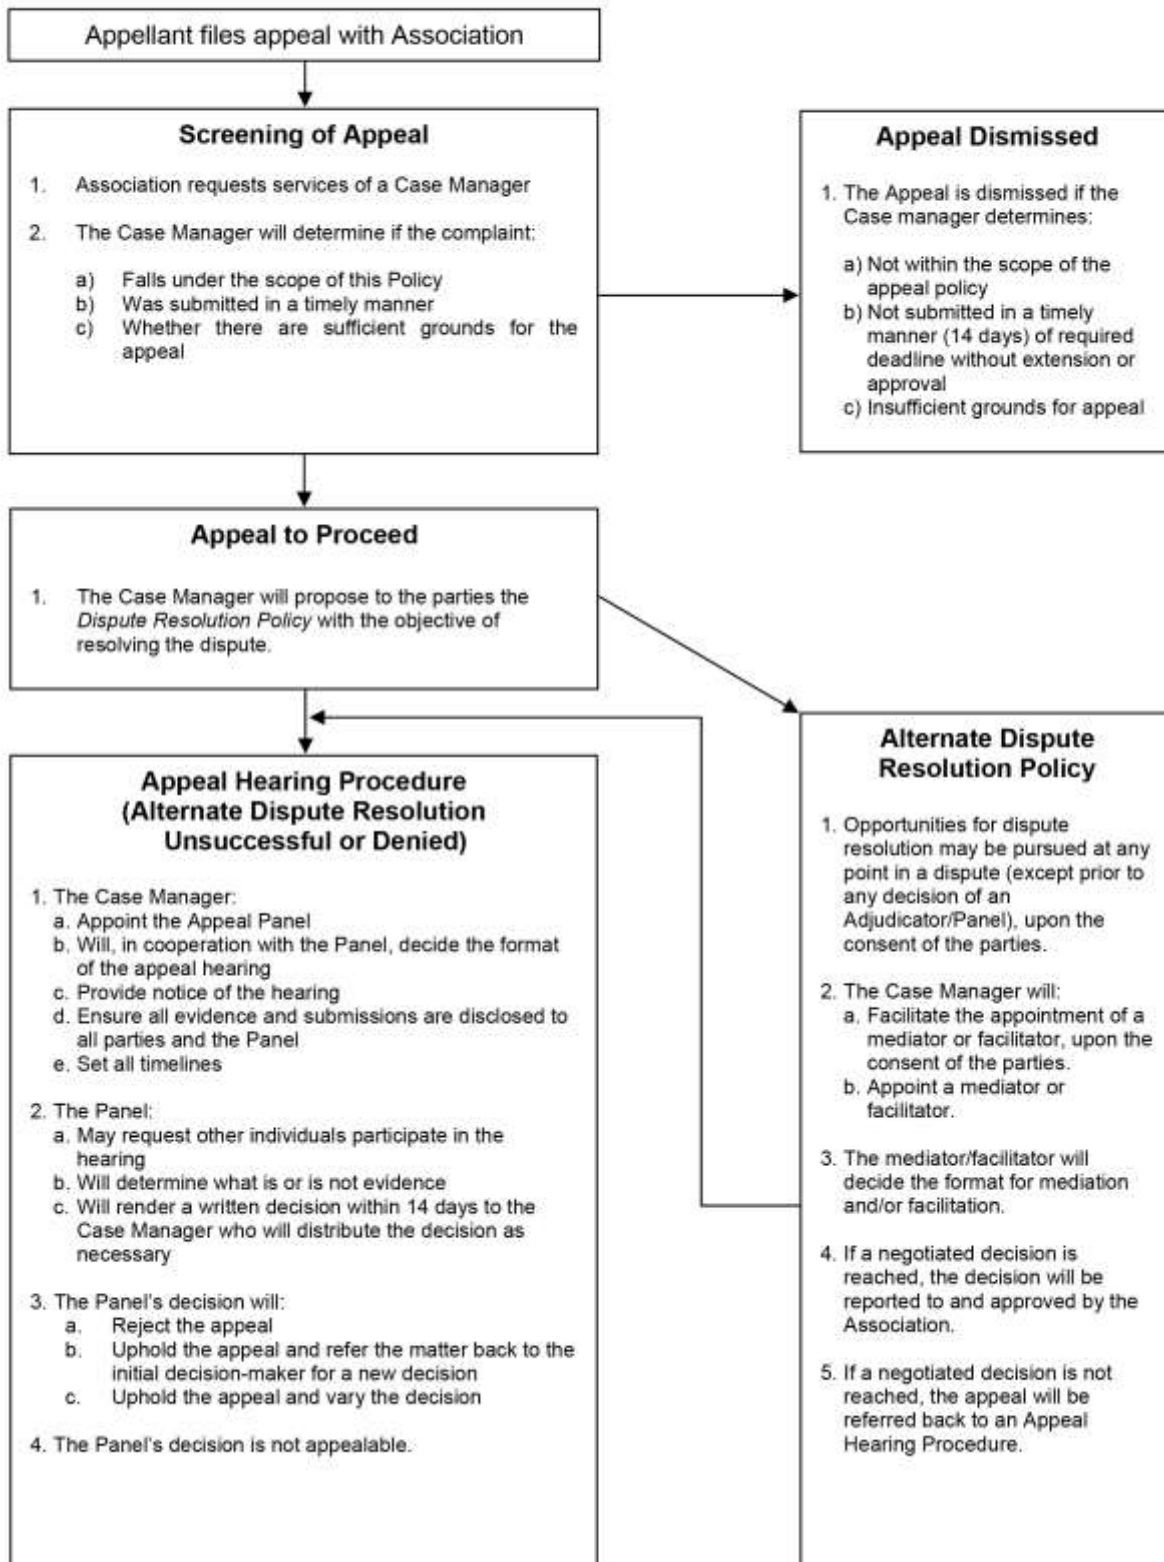 Appellant files appeal with Association
Screening of Appeal
1. Association requests services of a Case Manager
2. The Case Manager will determine if the complaint:
a) Falls under the scope of this Policy
b) Was submitted in a timely manner
c) Whether there are sufficient grounds for the
appeal
Appeal Dismissed
1. The Appeal is dismissed if the
Case manager determines:
a) Not within the scope of the
appeal policy
b) Not submitted in a timely
manner (14 days) of required
deadline without extension or
approval
c) Insufficient grounds for appeal
Appeal to Proceed
1. The Case Manager will propose to the parties the
Dispute Resolution Policy with the objective of
resolving the dispute.
Appeal Hearing Procedure
(Alternate Dispute Resolution
Unsuccessful or Denied)
1. The Case Manager:
a. Appoint the Appeal Panel
b. Will, in cooperation with the Panel, decide the format
of the appeal hearing
c. Provide notice of the hearing
d. Ensure all evidence and submissions are disclosed to
all parties and the Panel
e. Set all timelines
2. The Panel:
a. May request other individuals participate in the
hearing
b. Will determine what is or is not evidence
c. Will render a written decision within 14 days to the
Case Manager who will distribute the decision as
necessary
3. The Panel's decision will:
a. Reject the appeal
b. Uphold the appeal and refer the matter back to the
initial decision-maker for a new decision
c. Uphold the appeal and vary the decision
4. The Panel's decision is not appealable.
Alternate Dispute
Resolution Policy
1. Opportunities for dispute
resolution may be pursued at any
point in a dispute (except prior to
any decision of an
Adjudicator/Panel), upon the
consent of the parties.
2. The Case Manager will:
a. Facilitate the appointment of a
mediator or facilitator, upon the
consent of the parties.
b. Appoint a mediator or
facilitator.
3. The mediator/facilitator will
decide the format for mediation
and/or facilitation.
4. If a negotiated decision is
reached, the decision will be
reported to and approved by the
Association.
5. If a negotiated decision is not
reached, the appeal will be
referred back to an Appeal
Hearing Procedure.